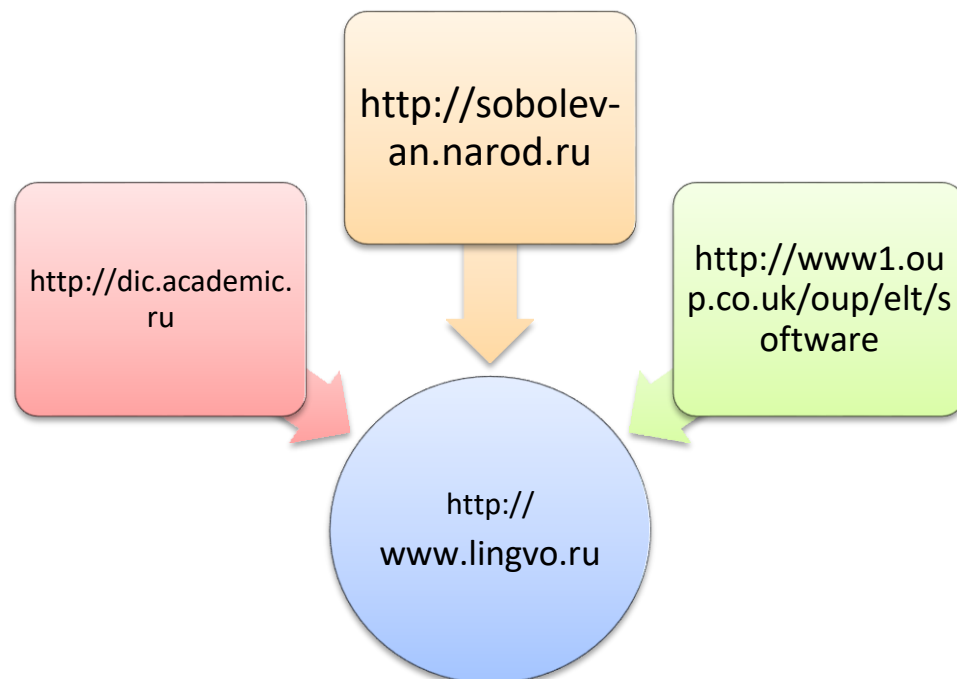 http://sobolev-
an.narod.ru
http://dic.academic.
ru
http://www1.ou
p.co.uk/oup/elt/s
oftware
http://
www.lingvo.ru